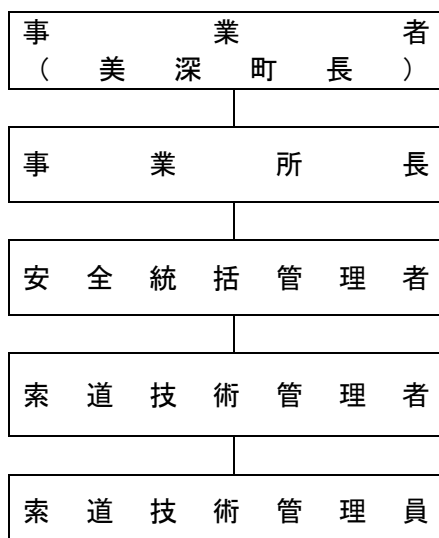 事業者
（美深町長）
事業所長
安全統括管理者
索道技術管理者
索道技術管理員